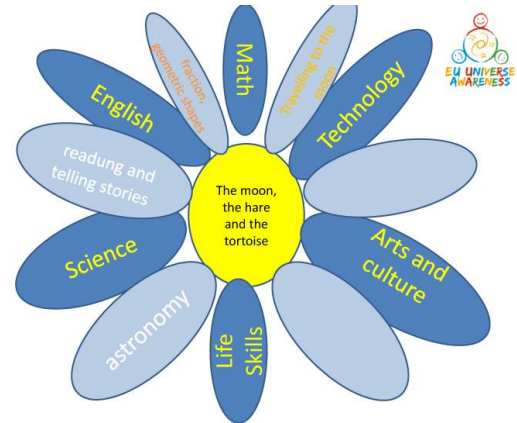 Math
Travelling to the
moon
Technology
Arts and
culture
Life
Skills
astronomy
Science
readung and
telling stories
English
fraction,
geometric shapes
The moon,
the hare
and the
tortoise
EU UNIVERSE
AWARENESS